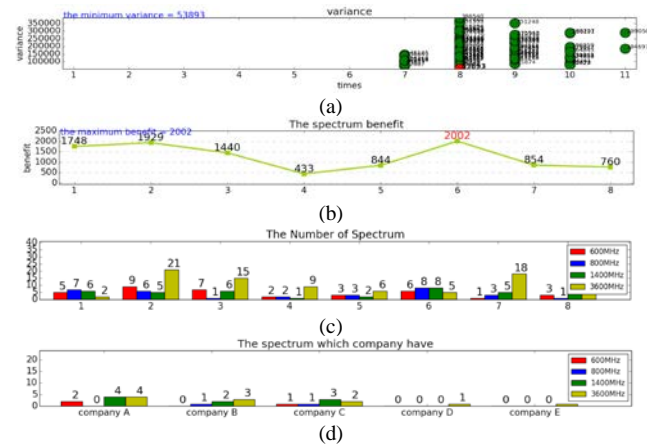 variance
the minimum variance = 53893
350000
300000
250000
200000
150000
100000
variance
1 2 3 4 5 6 7 8 9 10 11
times
(a)
The spectrum benefit
the maximum benefit = 2002
2500
2000
1500
1000
500
0
benefit
1748 1929 1440 433 844 2002 854 760
1 2 3 4 5 6 7 8
(b)
The Number of Spectrum
40
35
30
25
20
15
10
5
0
5 7 6 2 9 6 5 21 7 1 6 15 2 2 1 9 3 3 2 6 6 8 8 5 1 3 5 18 3 1
600MHz
800MHz
1400MHz
3600MHz
1 2 3 4 5 6 7 8
(c)
The spectrum which company have
20
15
10
5
0
2 0 4 4 0 1 2 3 1 1 3 2 0 0 0 1 0 0 0
600MHz
800MHz
1400MHz
3600MHz
company A company B company C company D company E
(d)